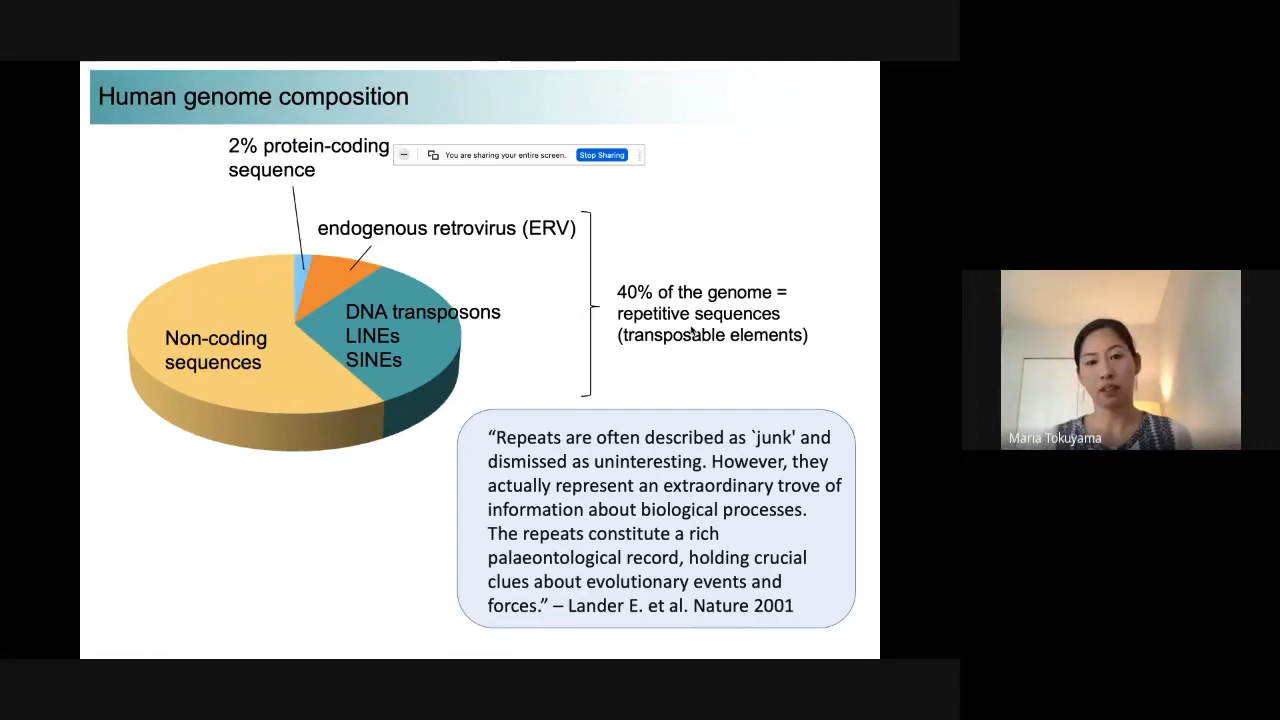 Human genome composition
2% protein-coding
sequence
You are sharing your entire screen.
Stop Sharing
endogenous retrovirus (ERV)
DNA transposons
LINEs
SINEs
Non-coding
sequences
40% of the genome =
repetitive sequences
(transposable elements)
“Repeats are often described as `junk' and
dismissed as uninteresting. However, they
actually represent an extraordinary trove of
information about biological processes.
The repeats constitute a rich
palaeontological record, holding crucial
clues about evolutionary events and
forces.” – Lander E. et al. Nature 2001
Maria Tokuyama